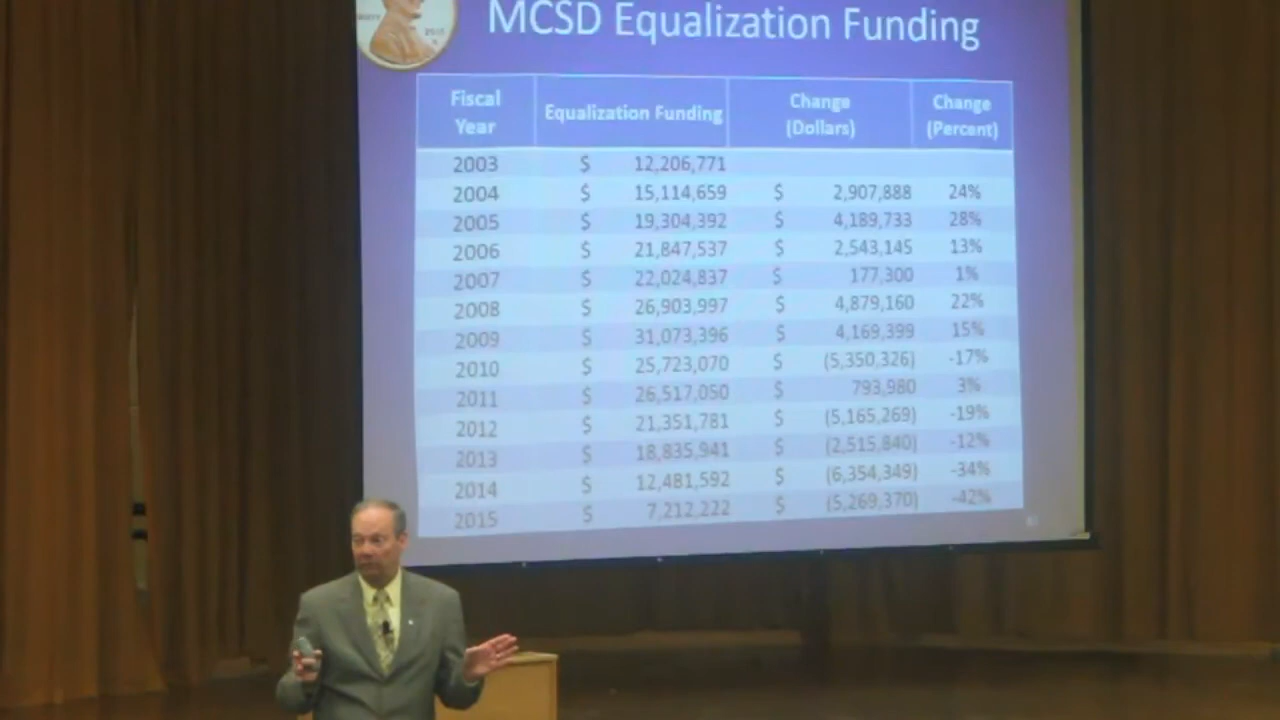 MCSD Equalization Funding
Fiscal Year Equalization Funding Change (Dollars) Change (Percent)
2003 $ 12,206,771
2004 $ 15,114,659 $ 2,907,888 24%
2005 $ 19,304,392 $ 4,189,733 28%
2006 $ 21,847,537 $ 2,543,145 13%
2007 $ 22,024,837 $ 177,300 1%
2008 $ 26,903,997 $ 4,879,160 22%
2009 $ 31,073,396 $ 4,169,399 15%
2010 $ 25,723,070 $ (5,350,326) -17%
2011 $ 26,517,050 $ 793,980 3%
2012 $ 21,351,781 $ (5,165,269) -19%
2013 $ 18,835,941 $ (2,515,840) -12%
2014 $ 12,481,592 $ (6,354,349) -34%
2015 $ 7,212,222 $ (5,269,370) -42%